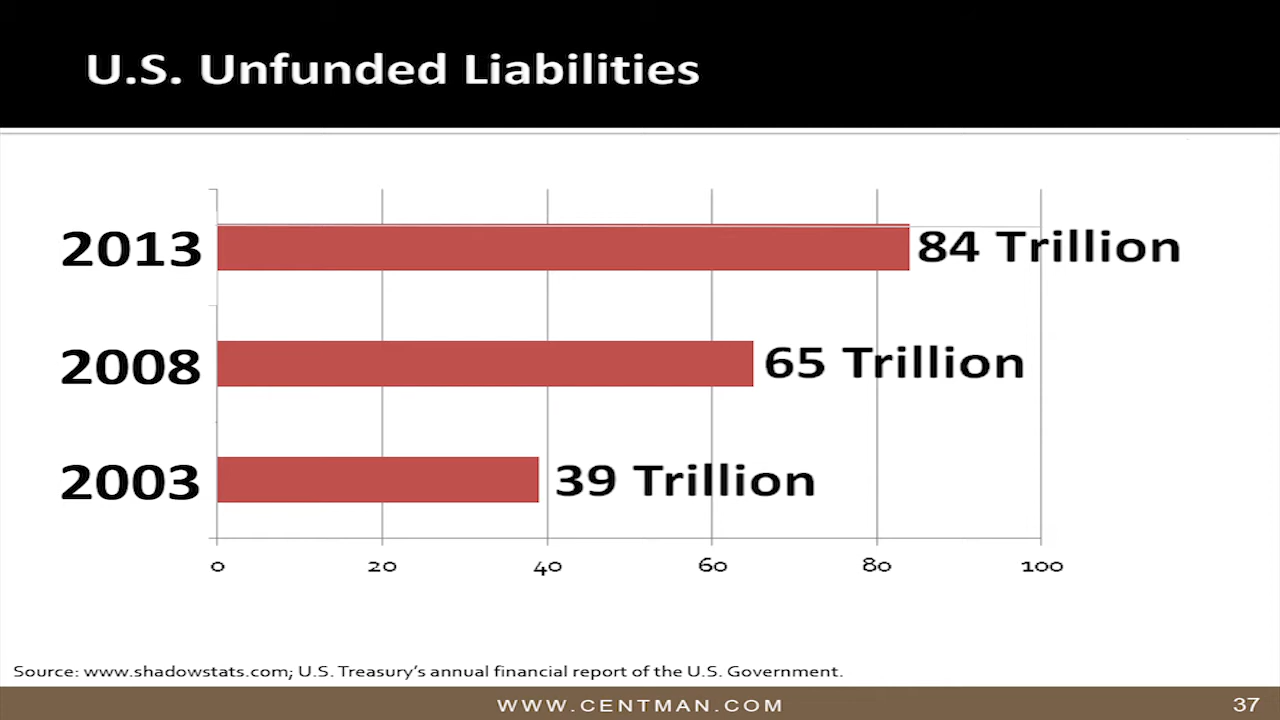 U.S. Unfunded Liabilities
2013 84 Trillion
2008 65 Trillion
2003 39 Trillion
0 20 40 60 80 100
Source: www.shadowstats.com; U.S. Treasury's annual financial report of the U.S. Government.
WWW.CENTMAN.COM 37